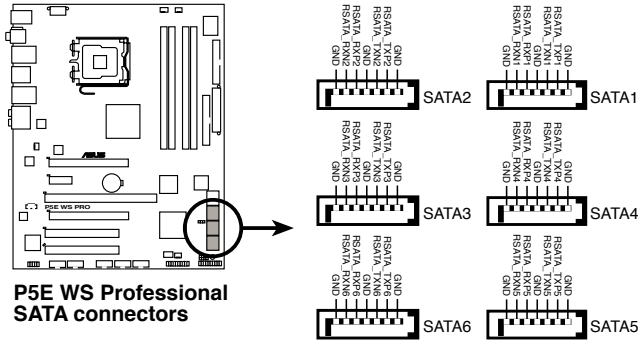 GND
RSATA_RXN2
RSATA_RXP2
GND
RSATA_TXN2
RSATA_TXP2
GND
SATA2
GND
RSATA_RXN1
RSATA_RXP1
GND
RSATA_TXN1
RSATA_TXP1
GND
SATA1
ASUS
P5E WS PRO
GND
RSATA_RXN3
RSATA_RXP3
GND
RSATA_TXN3
RSATA_TXP3
GND
SATA3
GND
RSATA_RXN4
RSATA_RXP4
GND
RSATA_TXN4
RSATA_TXP4
GND
SATA4
GND
RSATA_RXN6
RSATA_RXP6
GND
RSATA_TXN6
RSATA_TXP6
GND
SATA6
GND
RSATA_RXN5
RSATA_RXP5
GND
RSATA_TXN5
RSATA_TXP5
GND
SATA5
P5E WS Professional
SATA connectors